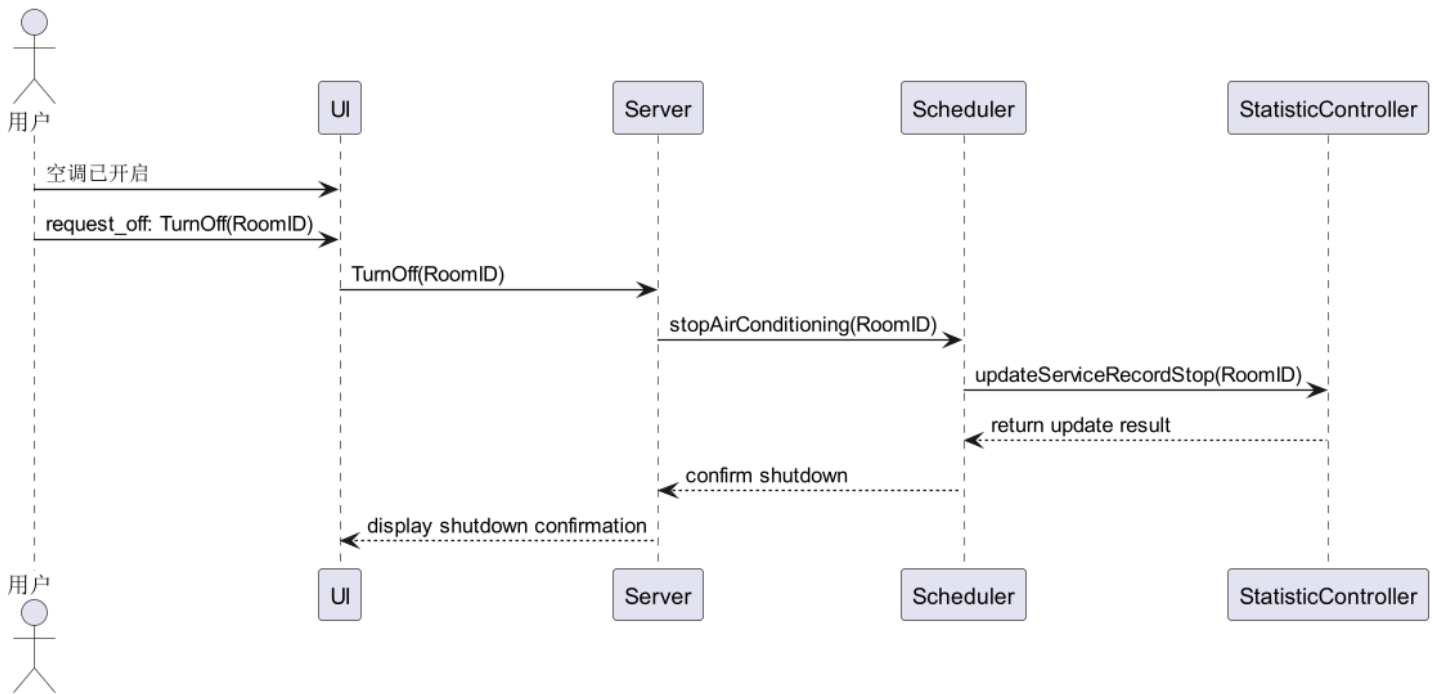 用户
UI
Server
Scheduler
StatisticController
空调已开启
request_off: TurnOff(RoomID)
TurnOff(RoomID)
stopAirConditioning(RoomID)
updateServiceRecordStop(RoomID)
return update result
confirm shutdown
display shutdown confirmation
用户
UI
Server
Scheduler
StatisticController